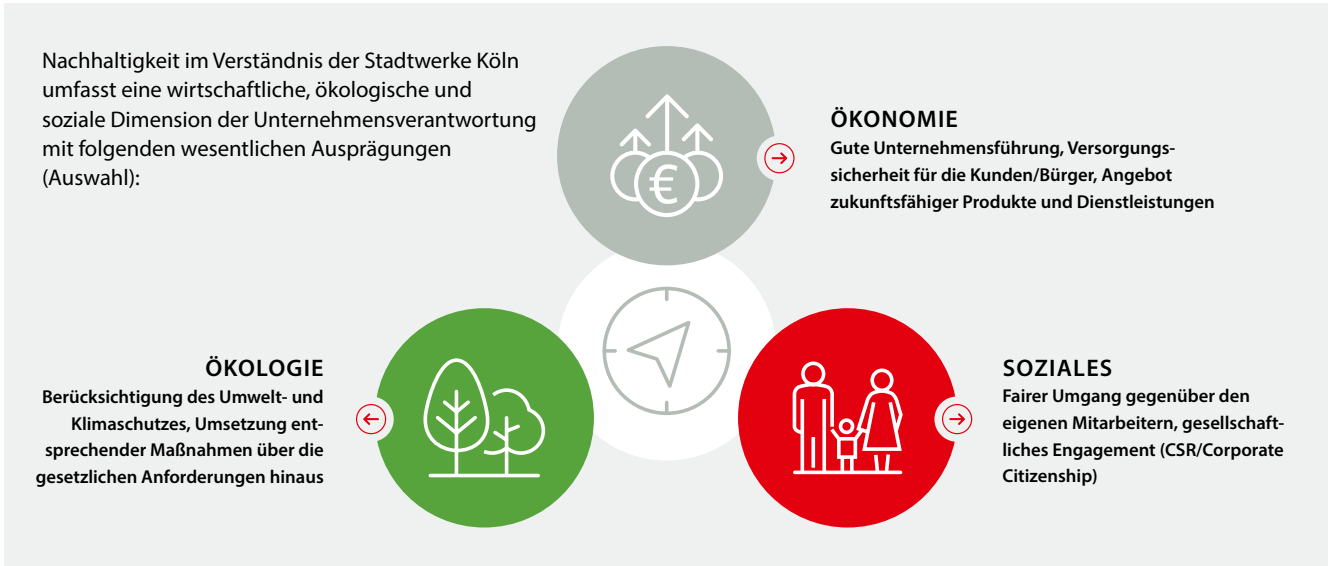 Nachhaltigkeit im Verständnis der Stadtwerke Köln
umfasst eine wirtschaftliche, ökologische und
soziale Dimension der Unternehmensverantwortung
mit folgenden wesentlichen Ausprägungen
(Auswahl):
€
ÖKONOMIE
Gute Unternehmensführung, Versorgungs-
sicherheit für die Kunden/Bürger, Angebot
zukunftsfähiger Produkte und Dienstleistungen
ÖKOLOGIE
Berücksichtigung des Umwelt- und
Klimaschutzes, Umsetzung ent-
sprechender Maßnahmen über die
gesetzlichen Anforderungen hinaus
SOZIALES
Fairer Umgang gegenüber den
eigenen Mitarbeitern, gesellschaft-
liches Engagement (CSR/Corporate
Citizenship)